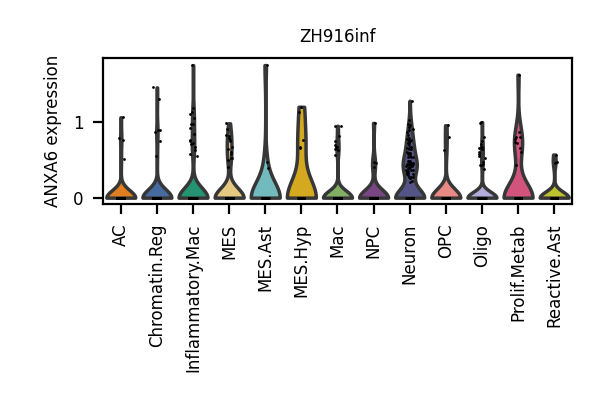 ZH916inf
ANXA6 expression
1
0
AC
Chromatin.Reg
Inflammatory.Mac
MES
MES.Ast
MES.Hyp
Mac
NPC
Neuron
OPC
Oligo
Prolif.Metab
Reactive.Ast